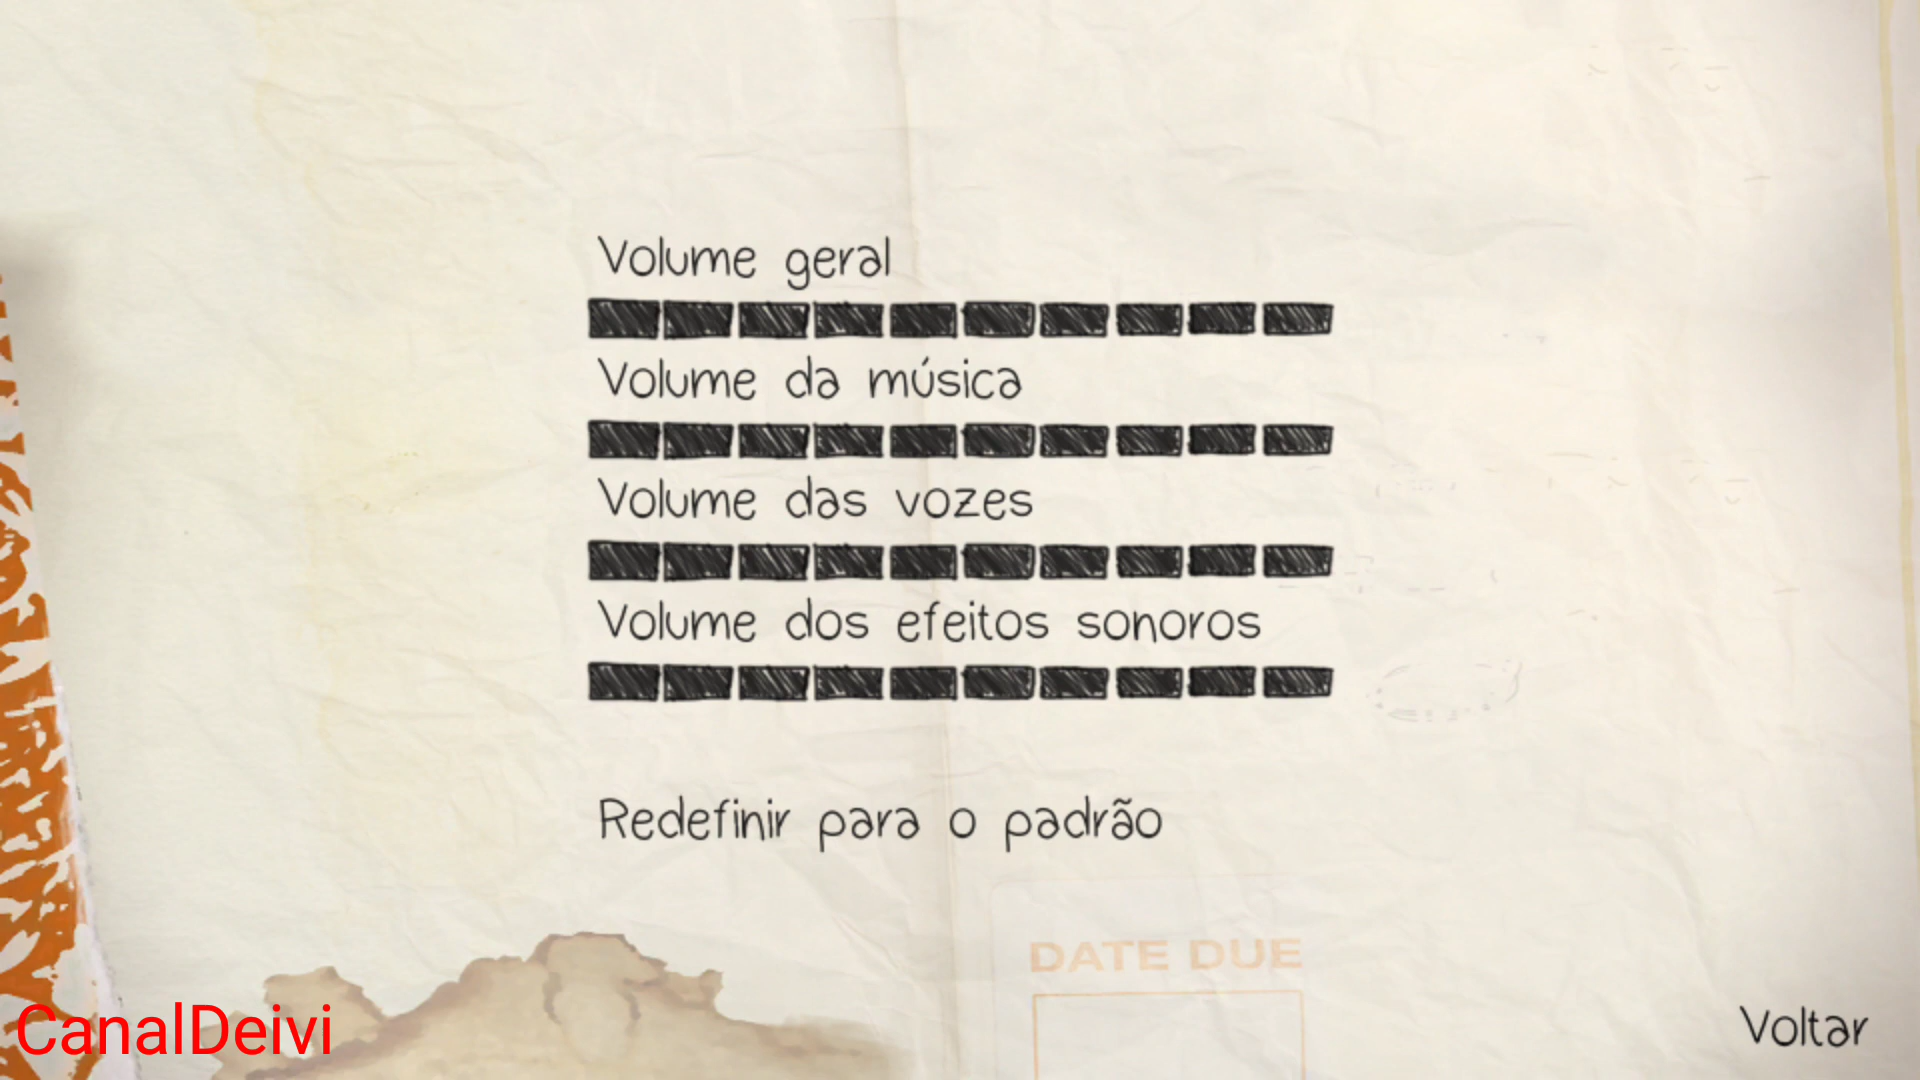 Volume geral
Volume da música
Volume das vozes
Volume dos efeitos sonoros
Redefinir para o padrão
DATE DUE
CanalDeivi
Voltar